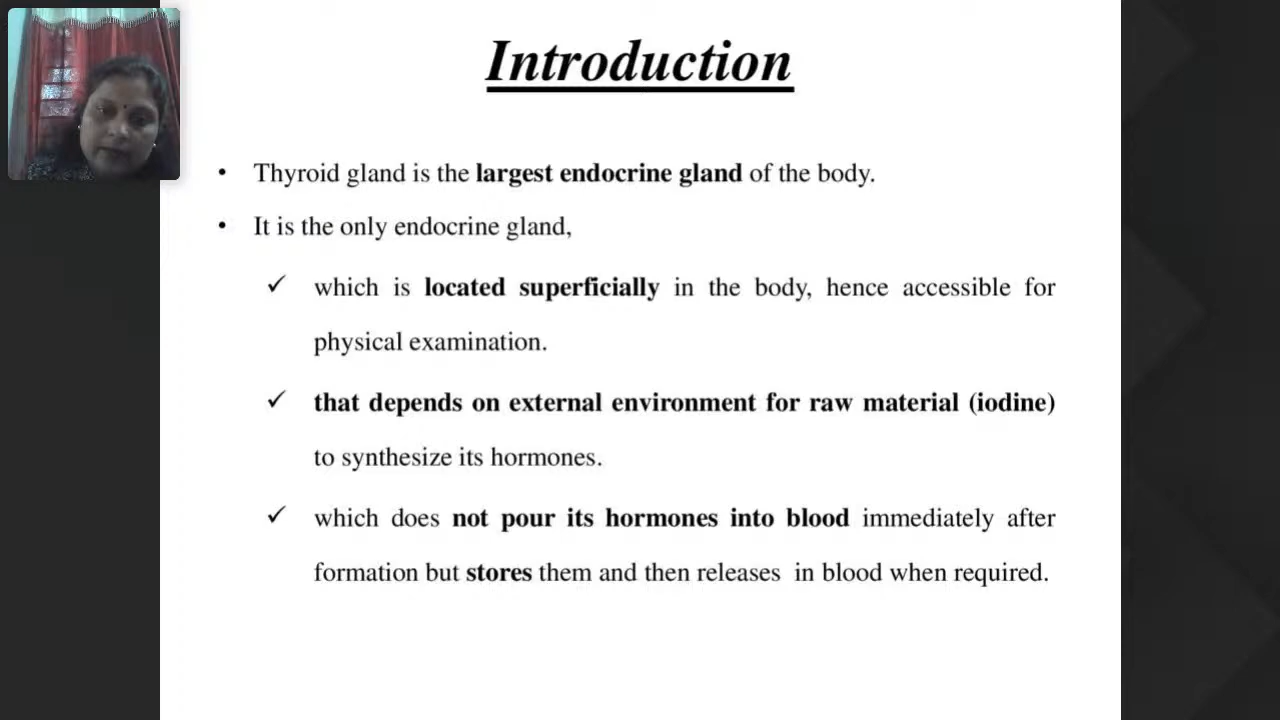 Introduction
• Thyroid gland is the largest endocrine gland of the body.
• It is the only endocrine gland,
✓ which is located superficially in the body, hence accessible for
physical examination.
✓ that depends on external environment for raw material (iodine)
to synthesize its hormones.
✓ which does not pour its hormones into blood immediately after
formation but stores them and then releases in blood when required.